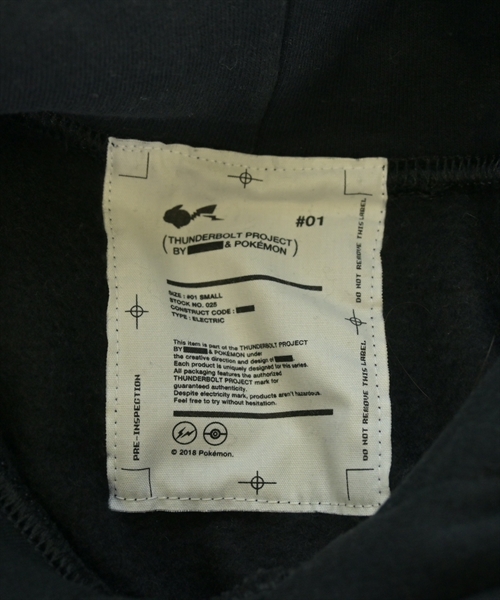 #01
(THUNDERBOLT PROJECT)
(BY & POKÉMON)
SIZE : #01 SMALL
STOCK NO. 025
CONSTRUCT CODE :
TYPE : ELECTRIC
This item is part of the THUNDERBOLT PROJECT
BY & POKÉMON under
the creative direction and design of .
Each product is uniquely designed for this series.
All packaging features the authorized
THUNDERBOLT PROJECT mark for
guaranteed authenticity.
Despite electricity mark, products aren't hazardous.
Feel free to try without hesitation.
© 2018 Pokémon.
PRE-INSPECTION
DO NOT REMOVE THIS LABEL
DO NOT REMOVE THIS LABEL